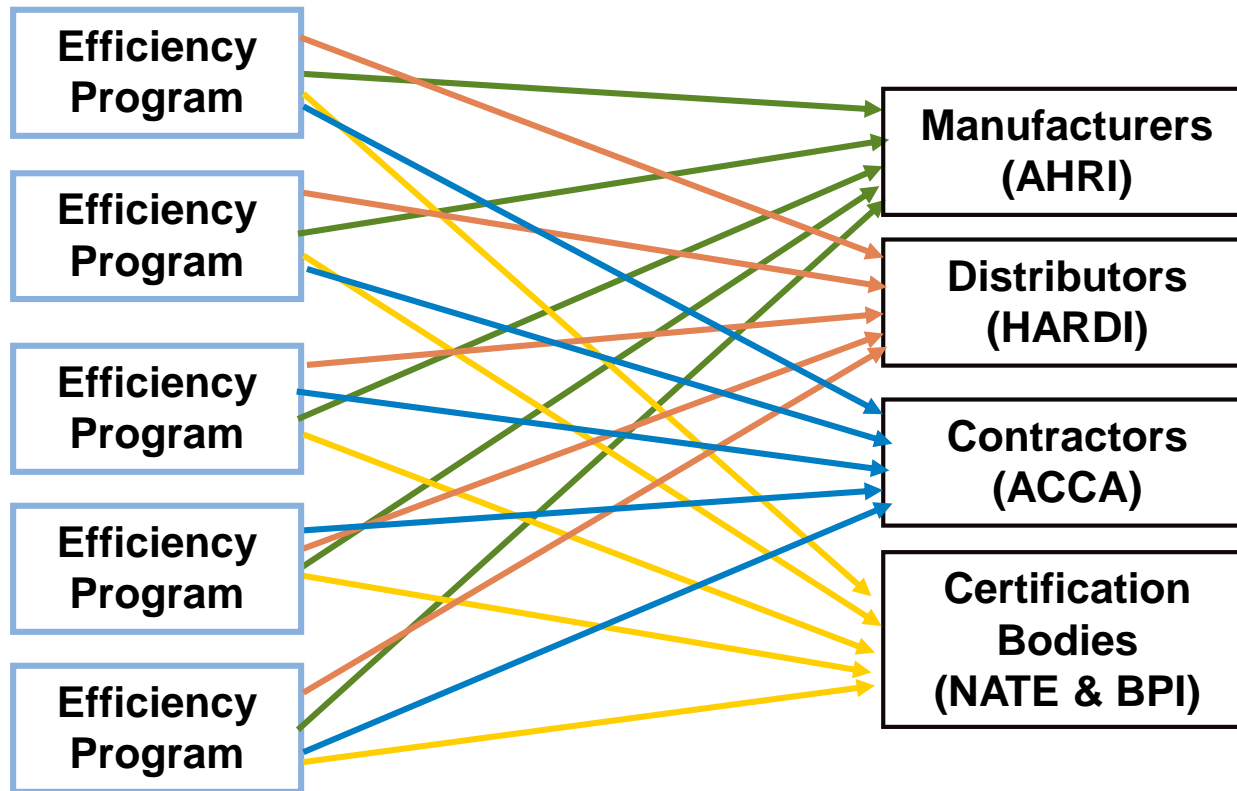 Efficiency
Program
Efficiency
Program
Efficiency
Program
Efficiency
Program
Efficiency
Program
Manufacturers
(AHRI)
Distributors
(HARDI)
Contractors
(ACCA)
Certification
Bodies
(NATE & BPI)